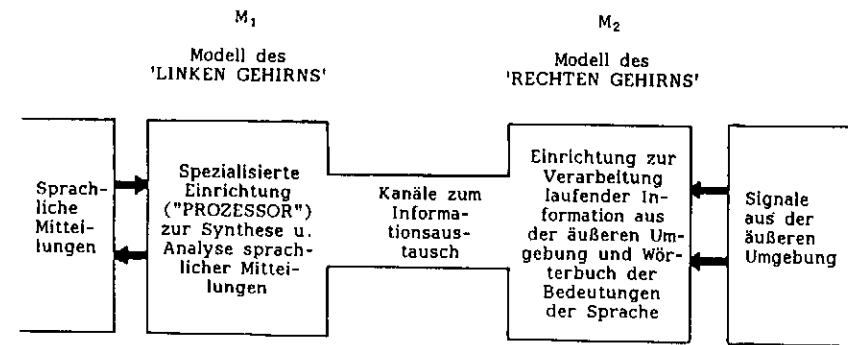 M₁
Modell des
'LINKEN GEHIRNS'
M₂
Modell des
'RECHTEN GEHIRNS'
Sprach-
liche
Mittei-
lungen
Spezialisierte
Einrichtung
("PROZESSOR")
zur Synthese u.
Analyse sprach-
licher Mittei-
lungen
Kanäle zum
Informa-
tionsaus-
tausch
Einrichtung zur
Verarbeitung
laufender In-
formation aus
der äußeren Um-
gebung und Wör-
terbuch der
Bedeutungen
der Sprache
Signale
aus der
äußeren
Umgebung